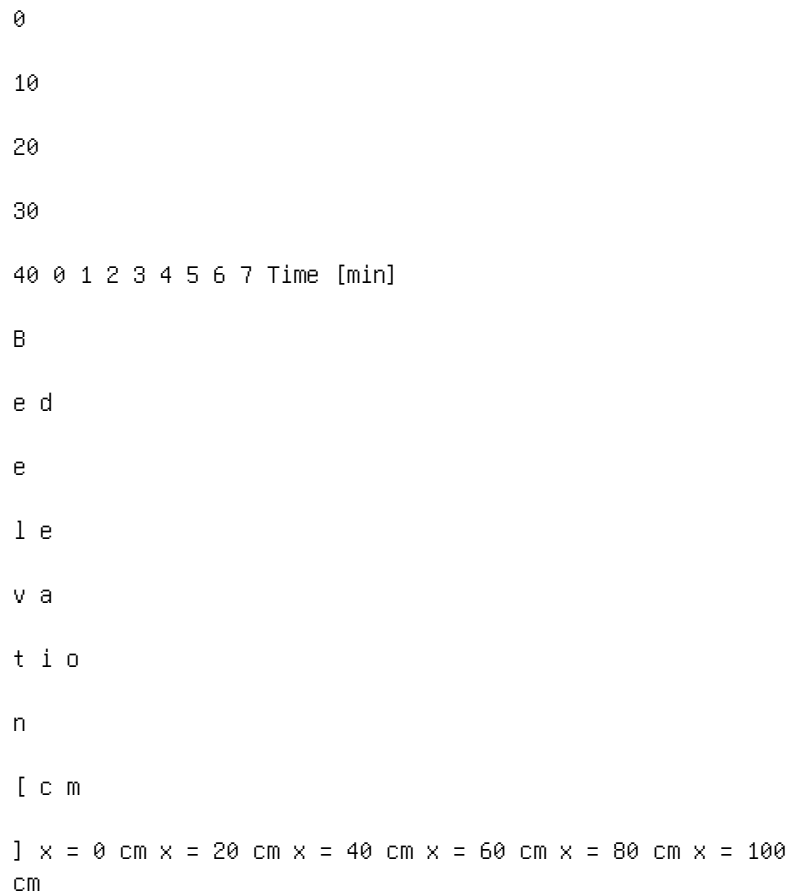 0
10
20
30
40 0 1 2 3 4 5 6 7 Time [min]
B
e d
e
l e
v a
t i o
n
[ c m
] x = 0 cm x = 20 cm x = 40 cm x = 60 cm x = 80 cm x = 100
cm